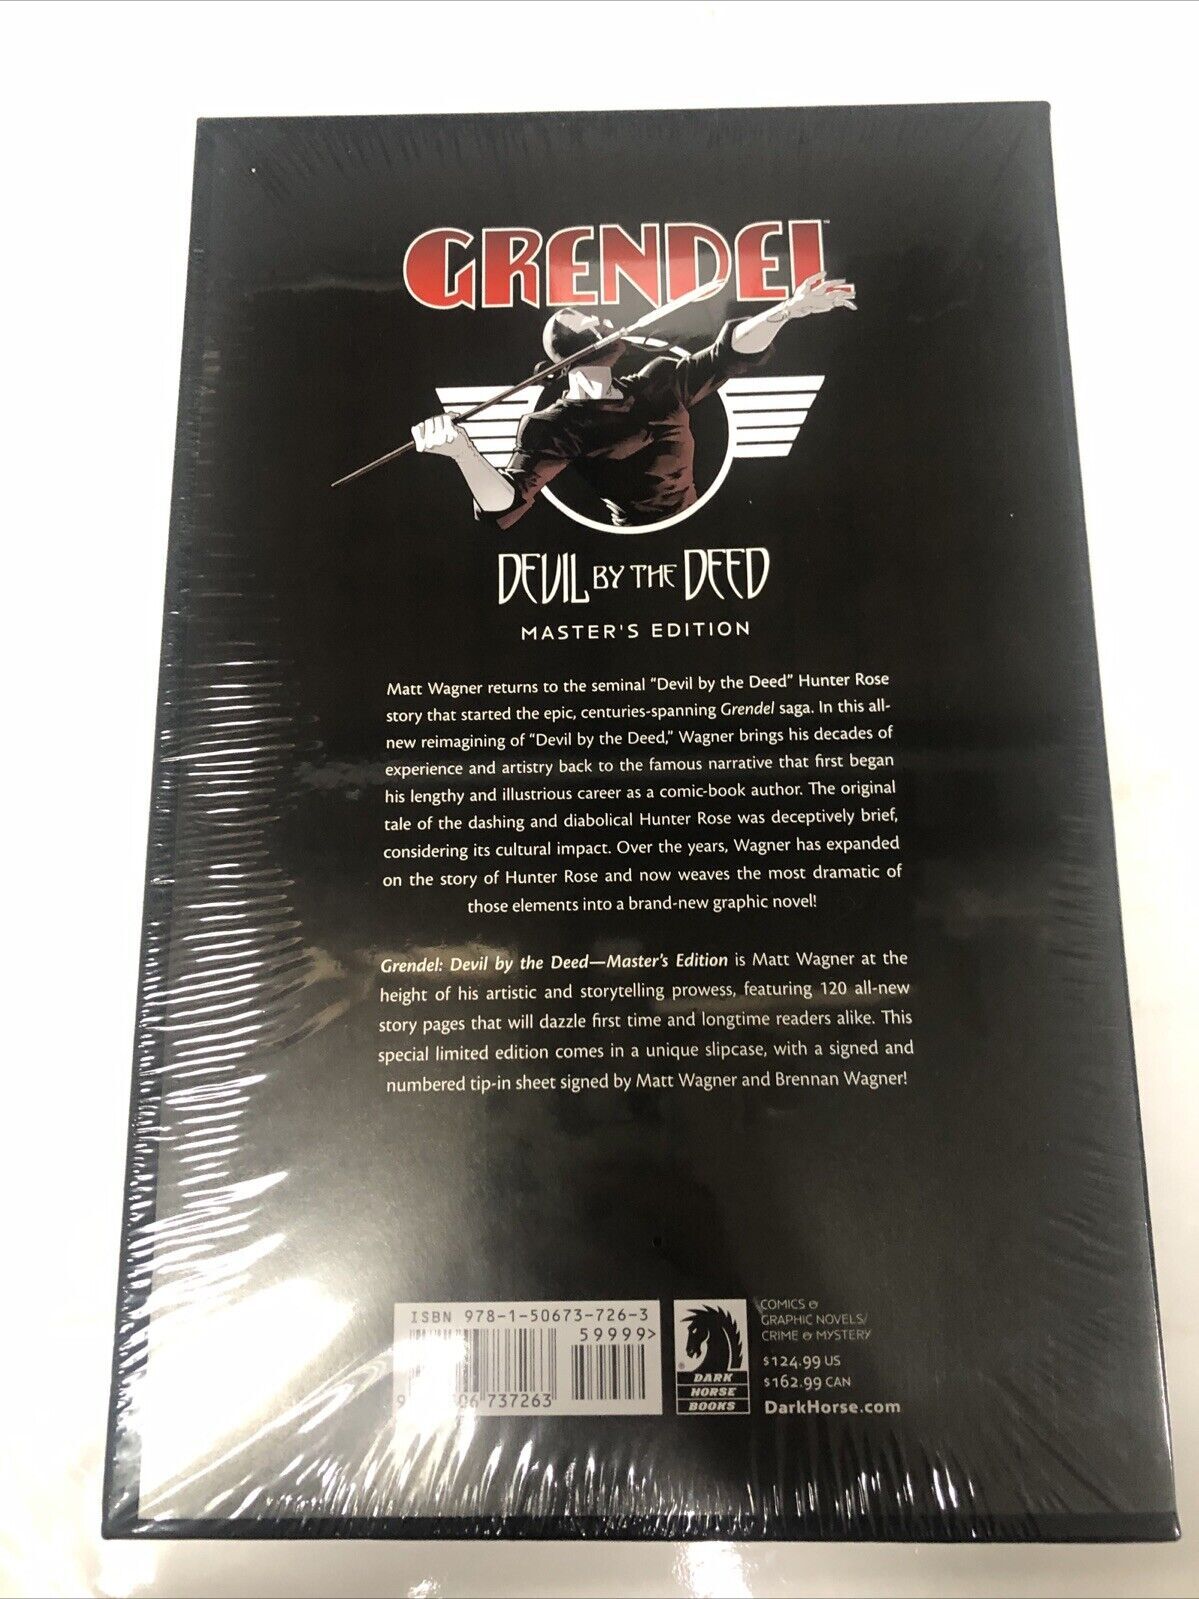 GRENDEL™
DEVIL BY THE DEED
MASTER'S EDITION
Matt Wagner returns to the seminal “Devil by the Deed” Hunter Rose
story that started the epic, centuries-spanning Grendel saga. In this all-
new reimagining of “Devil by the Deed,” Wagner brings his decades of
experience and artistry back to the famous narrative that first began
his lengthy and illustrious career as a comic-book author. The original
tale of the dashing and diabolical Hunter Rose was deceptively brief,
considering its cultural impact. Over the years, Wagner has expanded
on the story of Hunter Rose and now weaves the most dramatic of
those elements into a brand-new graphic novel!
Grendel: Devil by the Deed—Master's Edition is Matt Wagner at the
height of his artistic and storytelling prowess, featuring 120 all-new
story pages that will dazzle first time and longtime readers alike. This
special limited edition comes in a unique slipcase, with a signed and
numbered tip-in sheet signed by Matt Wagner and Brennan Wagner!
ISBN 978-1-50673-726-3
59999>
9 06 737263
®
DARK
HORSE
BOOKS
COMICS &
GRAPHIC NOVELS/
CRIME & MYSTERY
$124.99 US
$162.99 CAN
DarkHorse.com